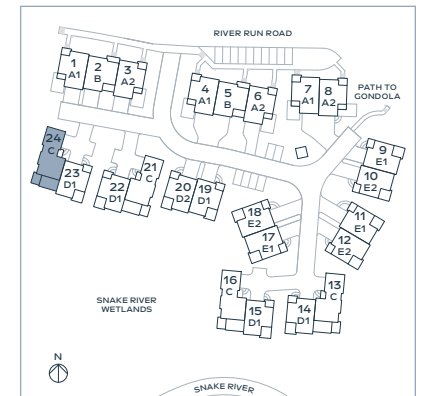 RIVER RUN ROAD
1
A1
2
B
3
A2
4
A1
5
B
6
A2
7
A1
8
A2
PATH TO
GONDOLA
9
E1
10
E2
11
E1
12
E2
24
C
23
D1
22
D1
21
C
20
D2
19
D1
18
E2
17
E1
16
C
15
D1
14
D1
13
C
SNAKE RIVER
WETLANDS
N
SNAKE RIVER